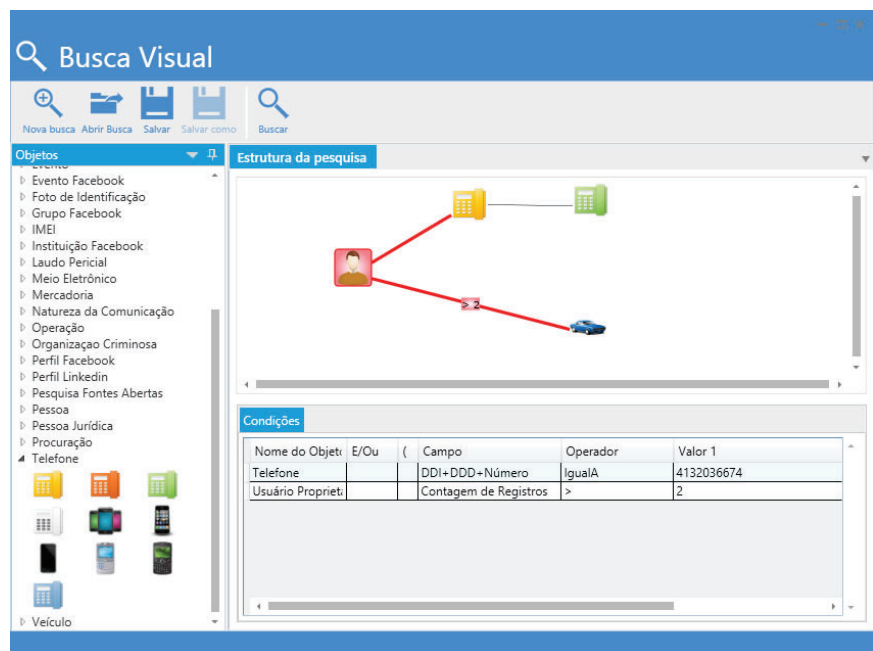 Busca Visual
Nova busca Abrir Busca Salvar Salvar como Buscar
Objetos
Evento
Evento Facebook
Foto de Identificação
Grupo Facebook
IMEI
Instituição Facebook
Laudo Pericial
Meio Eletrônico
Mercadoria
Natureza da Comunicação
Operação
Organizaçao Criminosa
Perfil Facebook
Perfil Linkedin
Pesquisa Fontes Abertas
Pessoa
Pessoa Jurídica
Procuração
Telefone
Veículo
Estrutura da pesquisa
> 2
Condições
Nome do Objet E/Ou ( Campo Operador Valor 1
Telefone DDI+DDD+Número IgualA 4132036674
Usuário Propriet Contagem de Registros > 2